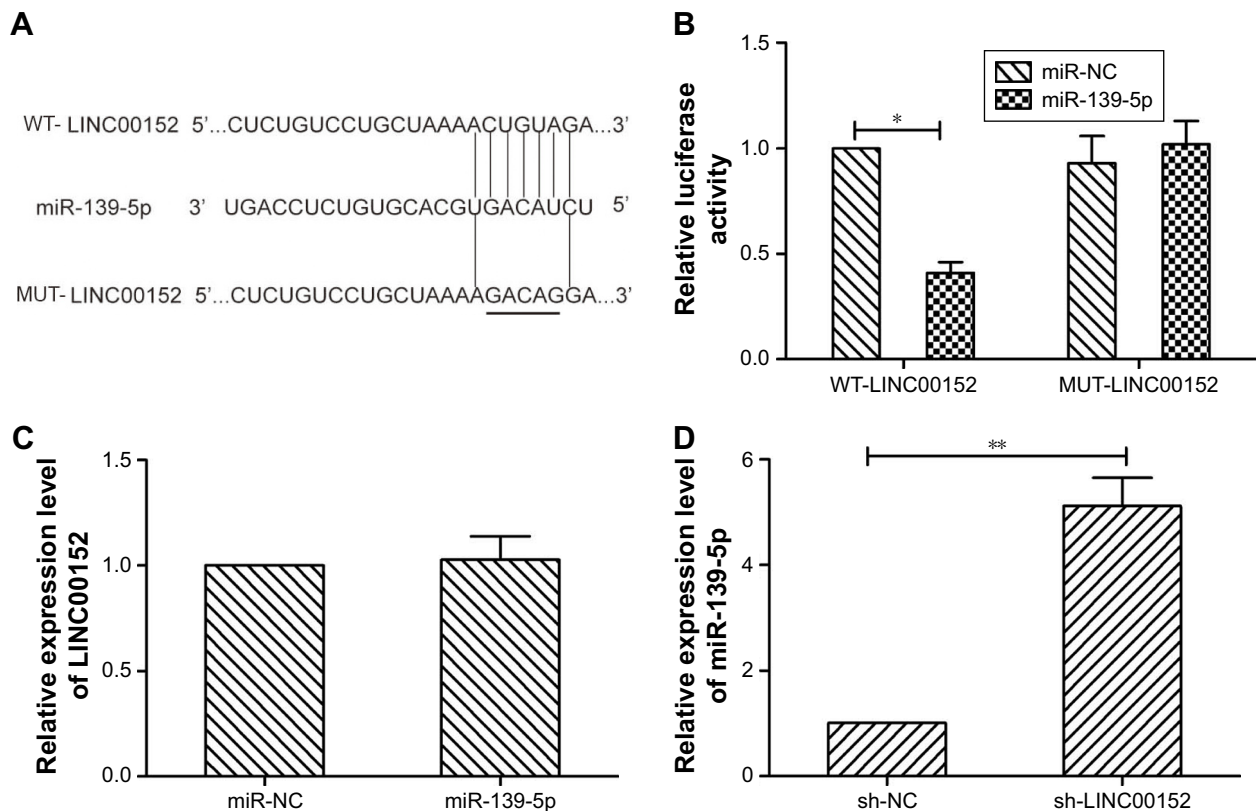 A
WT-LINC00152 5'...CUCUGUCCUGCUAAAACUGUAGA...3'
miR-139-5p 3' UGACCUCUGUGCACGUGACAUCU 5'
MUT-LINC00152 5'...CUCUGUCCUGCUAAAAGACAGGA...3'
B
Relative luciferase
activity
1.5
1.0
0.5
0.0
miR-NC
miR-139-5p
*
WT-LINC00152
MUT-LINC00152
C
Relative expression level
of LINC00152
1.5
1.0
0.5
0.0
miR-NC
miR-139-5p
D
Relative expression level
of miR-139-5p
6
4
2
0
**
sh-NC
sh-LINC00152